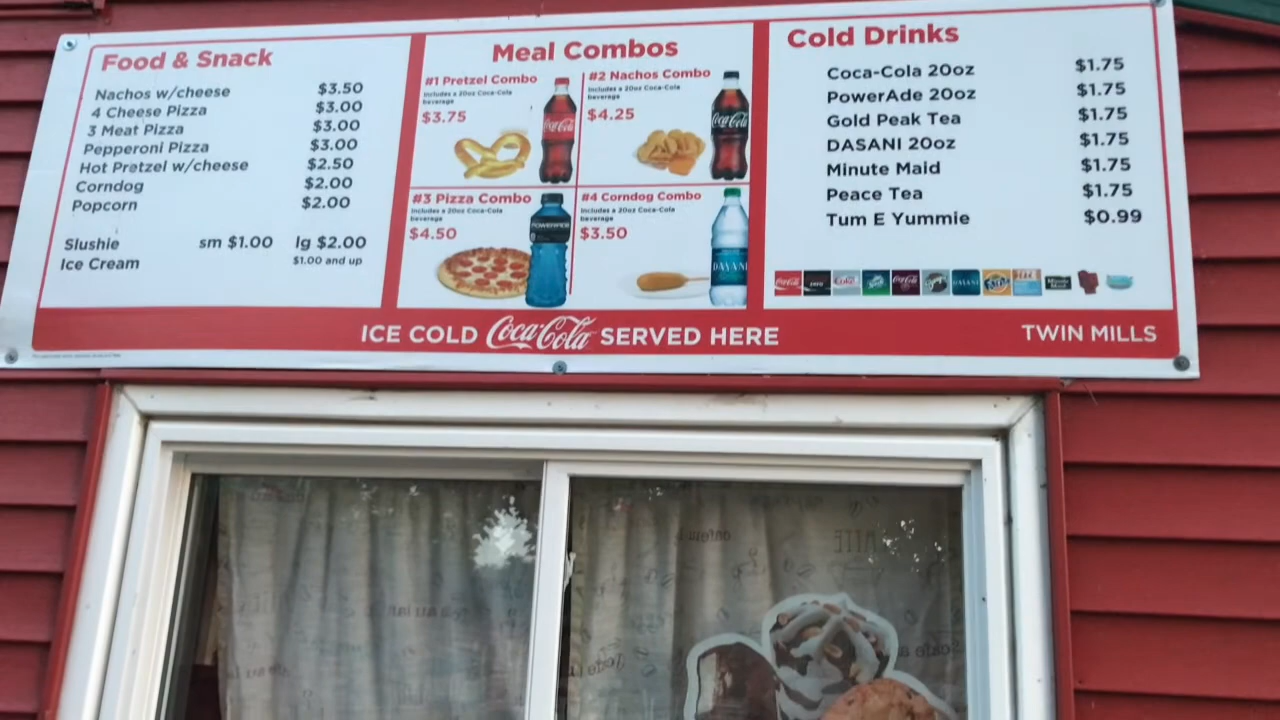 Food & Snack
Nachos w/cheese $3.50
4 Cheese Pizza $3.00
3 Meat Pizza $3.00
Pepperoni Pizza $3.00
Hot Pretzel w/cheese $2.50
Corndog $2.00
Popcorn $2.00
Slushie sm $1.00 lg $2.00
Ice Cream $1.00 and up
Meal Combos
#1 Pretzel Combo
Includes a 20oz Coca-Cola
beverage
$3.75
Coca-Cola
#2 Nachos Combo
Includes a 20oz Coca-Cola
beverage
$4.25
Coca-Cola
#3 Pizza Combo
Includes a 20oz Coca-Cola
beverage
$4.50
POWERADE
#4 Corndog Combo
Includes a 20oz Coca-Cola
beverage
$3.50
DASANI
Cold Drinks
Coca-Cola 20oz $1.75
PowerAde 20oz $1.75
Gold Peak Tea $1.75
DASANI 20oz $1.75
Minute Maid $1.75
Peace Tea $1.75
Tum E Yummie $0.99
ICE COLD Coca-Cola SERVED HERE
TWIN MILLS